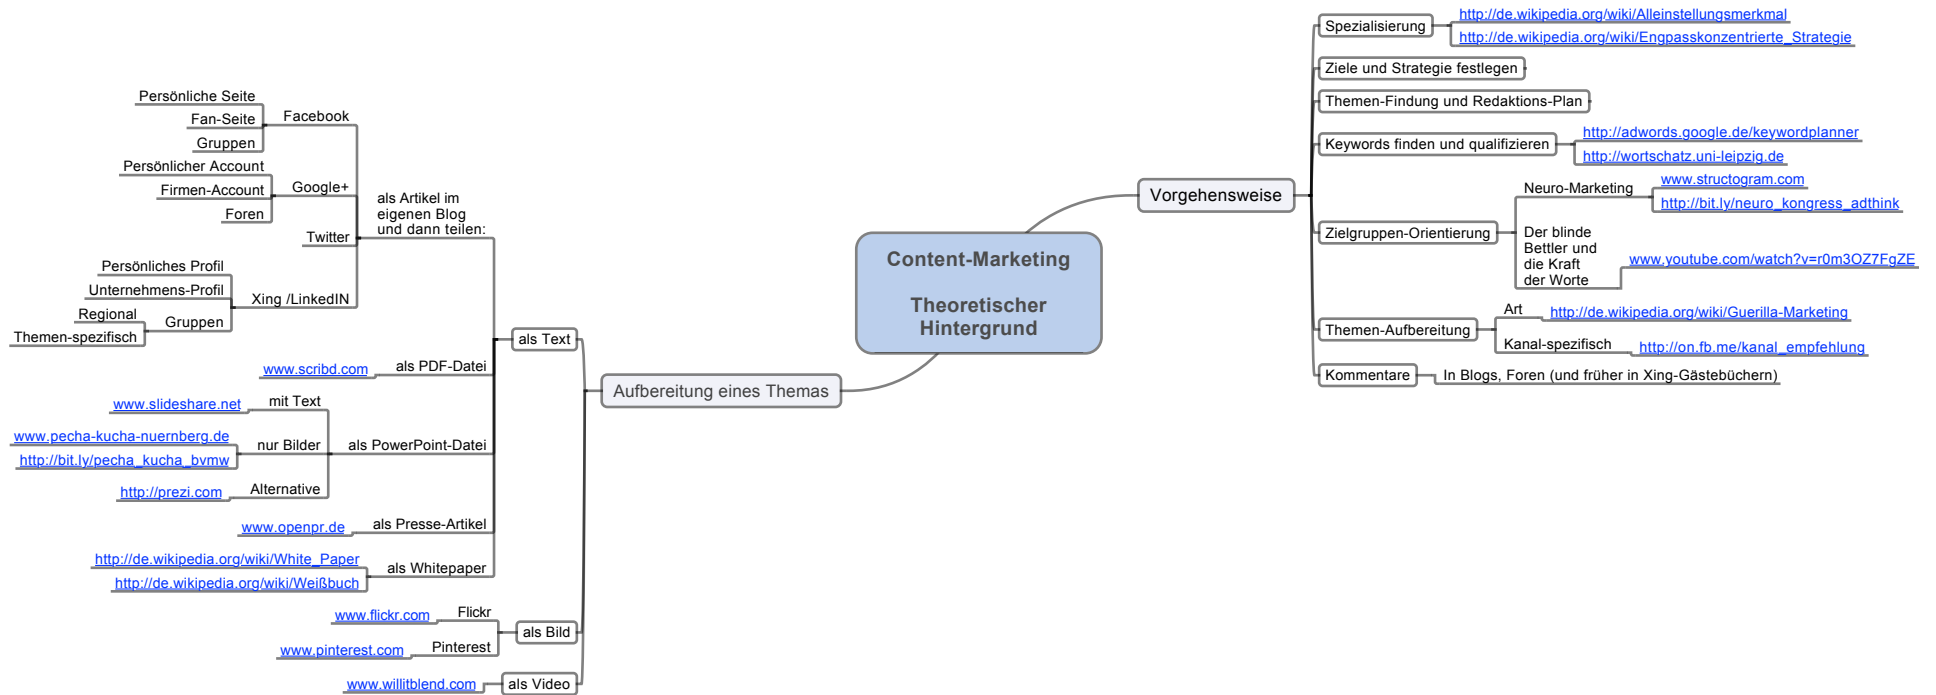 Content-Marketing
Theoretischer
Hintergrund
Vorgehensweise
Spezialisierung
http://de.wikipedia.org/wiki/Alleinstellungsmerkmal
http://de.wikipedia.org/wiki/Engpasskonzentrierte_Strategie
Ziele und Strategie festlegen
Themen-Findung und Redaktions-Plan
Keywords finden und qualifizieren
http://adwords.google.de/keywordplanner
http://wortschatz.uni-leipzig.de
Zielgruppen-Orientierung
Neuro-Marketing
www.structogram.com
http://bit.ly/neuro_kongress_adthink
Der blinde
Bettler und
die Kraft
der Worte
www.youtube.com/watch?v=r0m3OZ7FgZE
Themen-Aufbereitung
Art
http://de.wikipedia.org/wiki/Guerilla-Marketing
Kanal-spezifisch
http://on.fb.me/kanal_empfehlung
Kommentare
In Blogs, Foren (und früher in Xing-Gästebüchern)
Aufbereitung eines Themas
als Text
als Artikel im
eigenen Blog
und dann teilen:
Facebook
Persönliche Seite
Fan-Seite
Gruppen
Google+
Persönlicher Account
Firmen-Account
Foren
Twitter
Xing /LinkedIN
Persönliches Profil
Unternehmens-Profil
Gruppen
Regional
Themen-spezifisch
als PDF-Datei
www.scribd.com
als PowerPoint-Datei
mit Text
www.slideshare.net
nur Bilder
www.pecha-kucha-nuernberg.de
http://bit.ly/pecha_kucha_bvmw
Alternative
http://prezi.com
als Presse-Artikel
www.openpr.de
als Whitepaper
http://de.wikipedia.org/wiki/White_Paper
http://de.wikipedia.org/wiki/Weißbuch
als Bild
Flickr
www.flickr.com
Pinterest
www.pinterest.com
als Video
www.willitblend.com